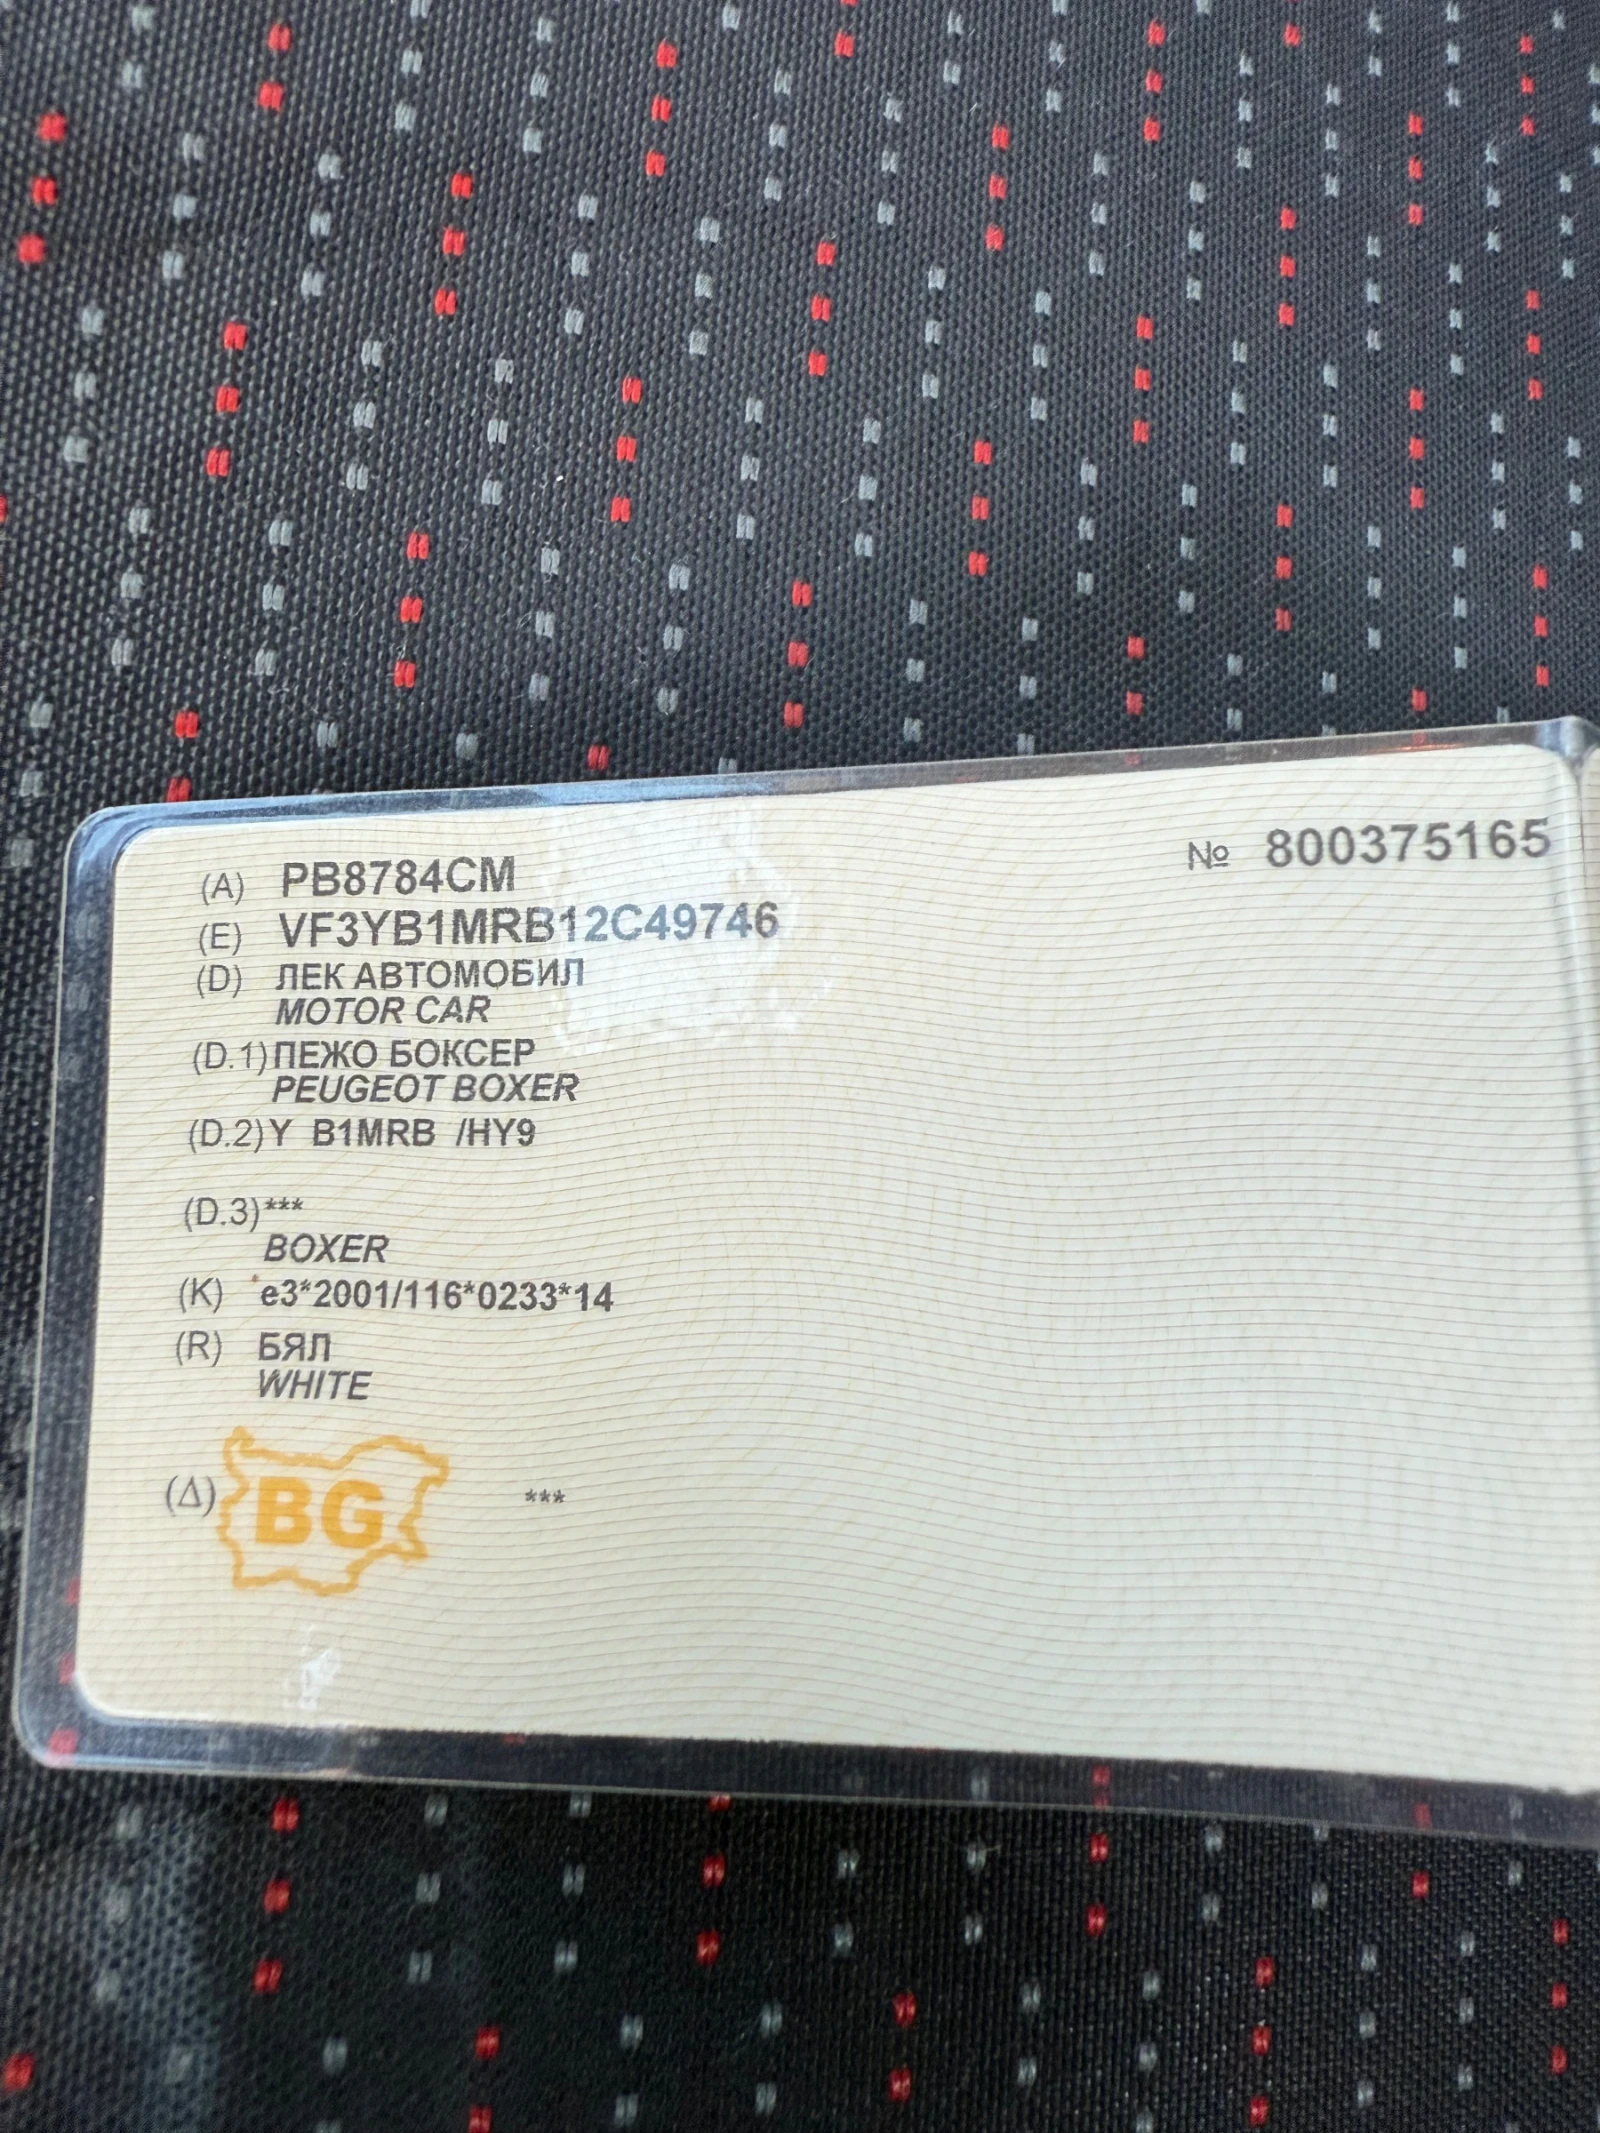 № 800375165
(A) PB8784CM
(E) VF3YB1MRB12C49746
(D) ЛЕК АВТОМОБИЛ
MOTOR CAR
(D.1) ПЕЖО БОКСЕР
PEUGEOT BOXER
(D.2) Y B1MRB /HY9
(D.3) ***
BOXER
(K) e3*2001/116*0233*14
(R) БЯЛ
WHITE
(Δ) BG ***